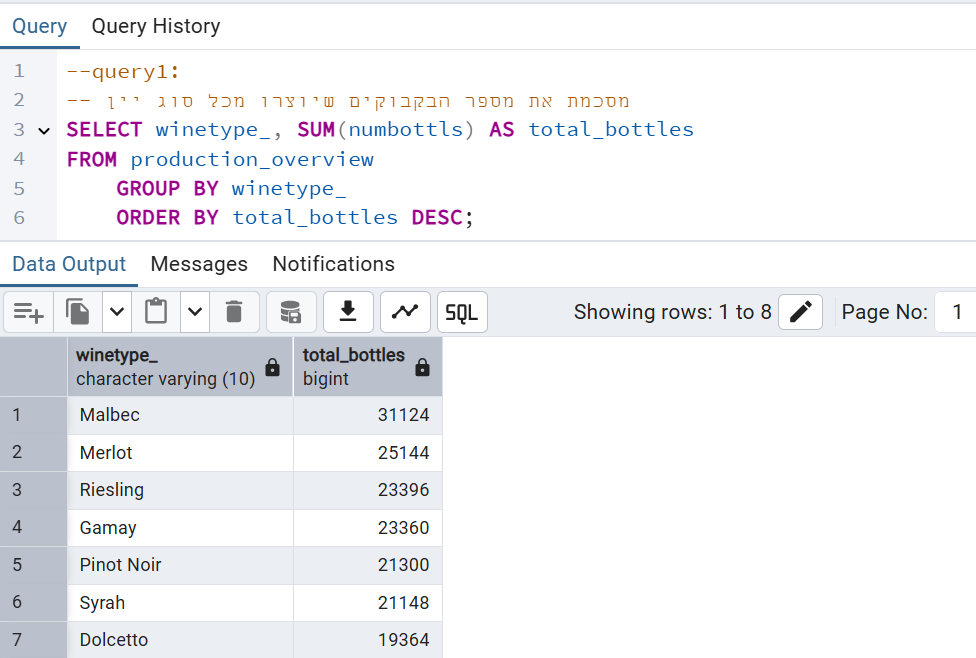 Query Query History
1 --query1:
2 -- מסכמת את מספר הבקבוקים שיוצרו מכל סוג יין
3 SELECT winetype_, SUM(numbottls) AS total_bottles
4 FROM production_overview
5 GROUP BY winetype_
6 ORDER BY total_bottles DESC;
Data Output Messages Notifications
SQL Showing rows: 1 to 8 Page No: 1
winetype_ total_bottles
character varying (10) bigint
1 Malbec 31124
2 Merlot 25144
3 Riesling 23396
4 Gamay 23360
5 Pinot Noir 21300
6 Syrah 21148
7 Dolcetto 19364